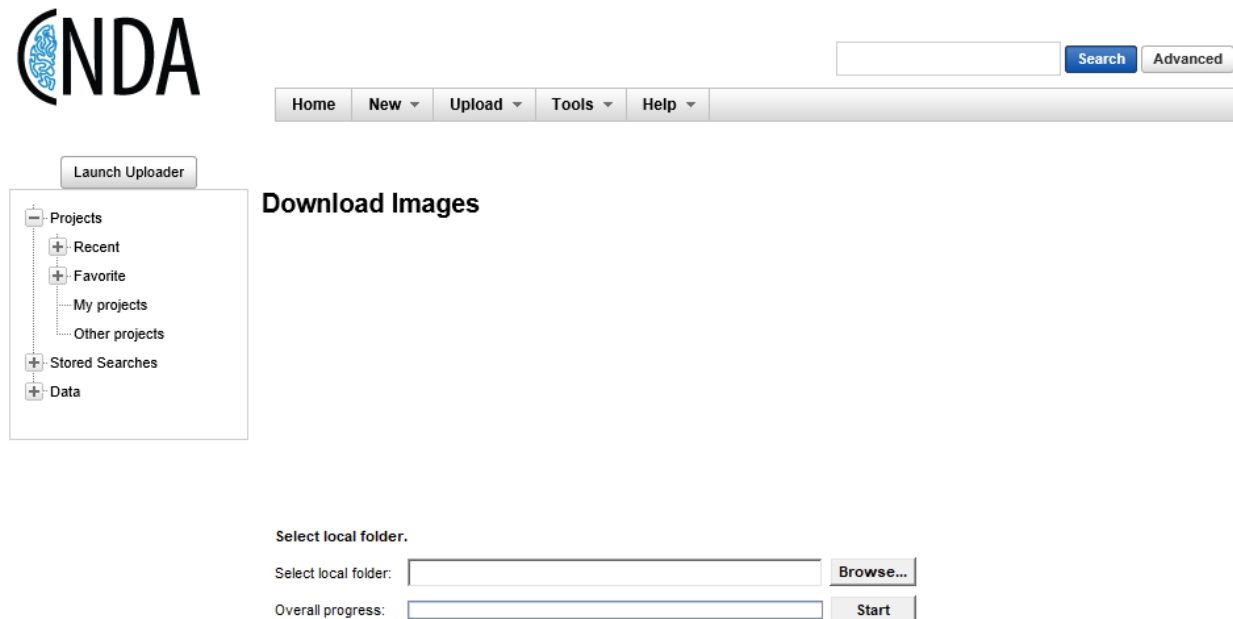 CNDA
Search Advanced
Home New Upload Tools Help
Launch Uploader
Projects
Recent
Favorite
My projects
Other projects
Stored Searches
Data
Download Images
Select local folder.
Select local folder: Browse...
Overall progress: Start